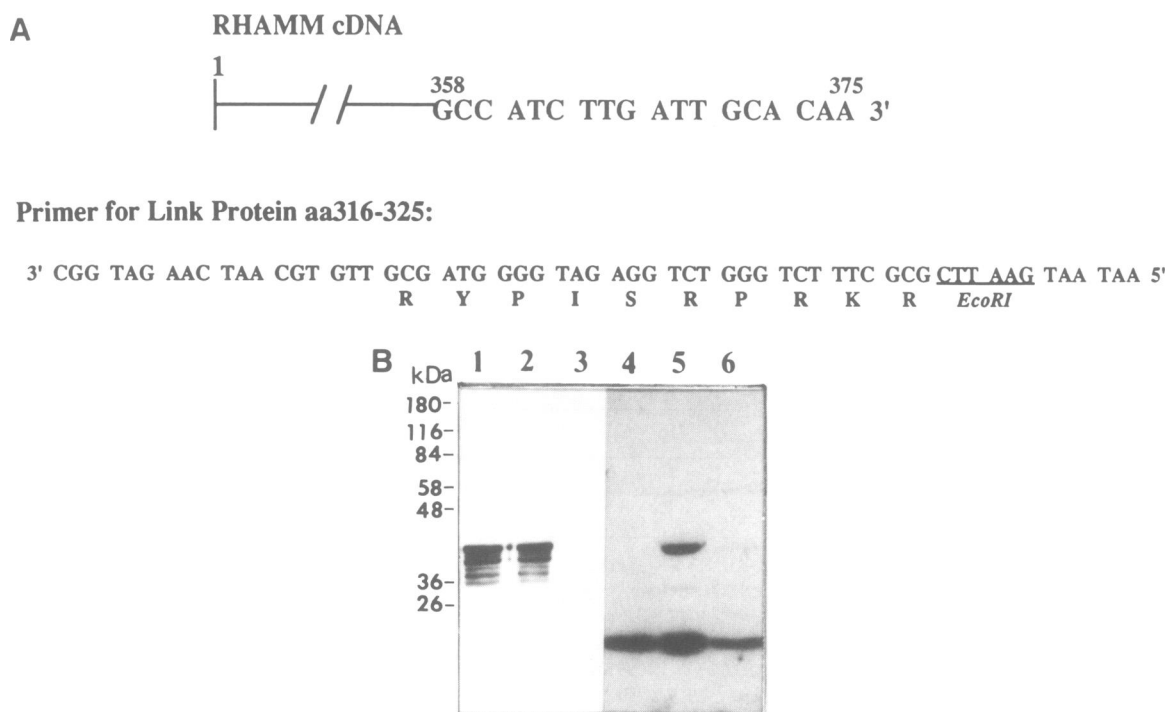 A
RHAMM cDNA
1
358 375
GCC ATC TTG ATT GCA CAA 3'
Primer for Link Protein aa316-325:
3' CGG TAG AAC TAA CGT GTT GCG ATG GGG TAG AGG TCT GGG TCT TTC GCG CTT AAG TAA TAA 5'
R Y P I S R P R K R EcoRI
B
kDa
1 2 3 4 5 6
180-
116-
84-
58-
48-
36-
26-